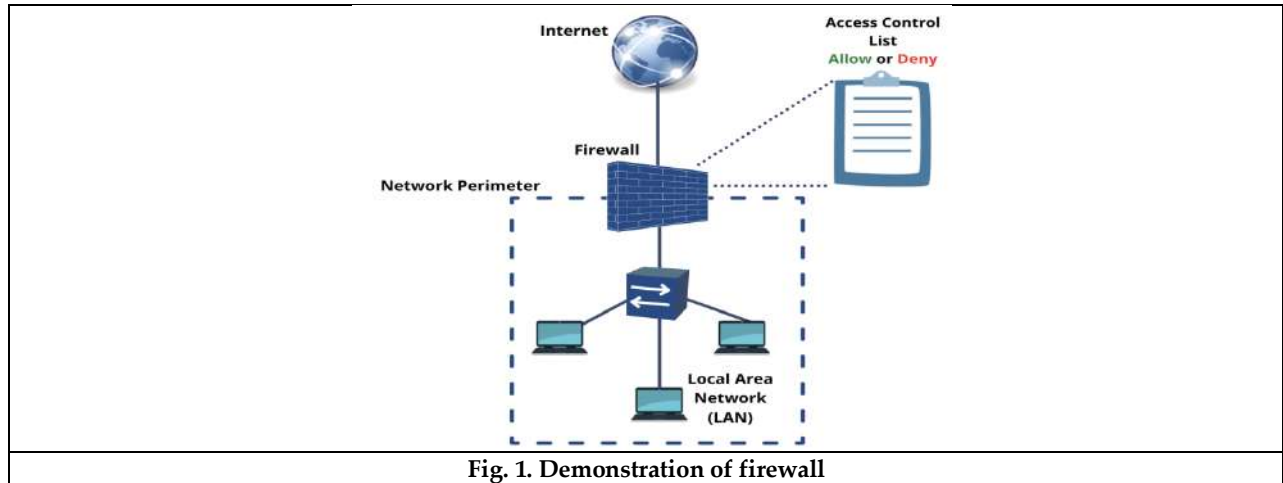 Internet
Access Control
List
Allow or Deny
Firewall
Network Perimeter
Local Area
Network
(LAN)
Fig. 1. Demonstration of firewall